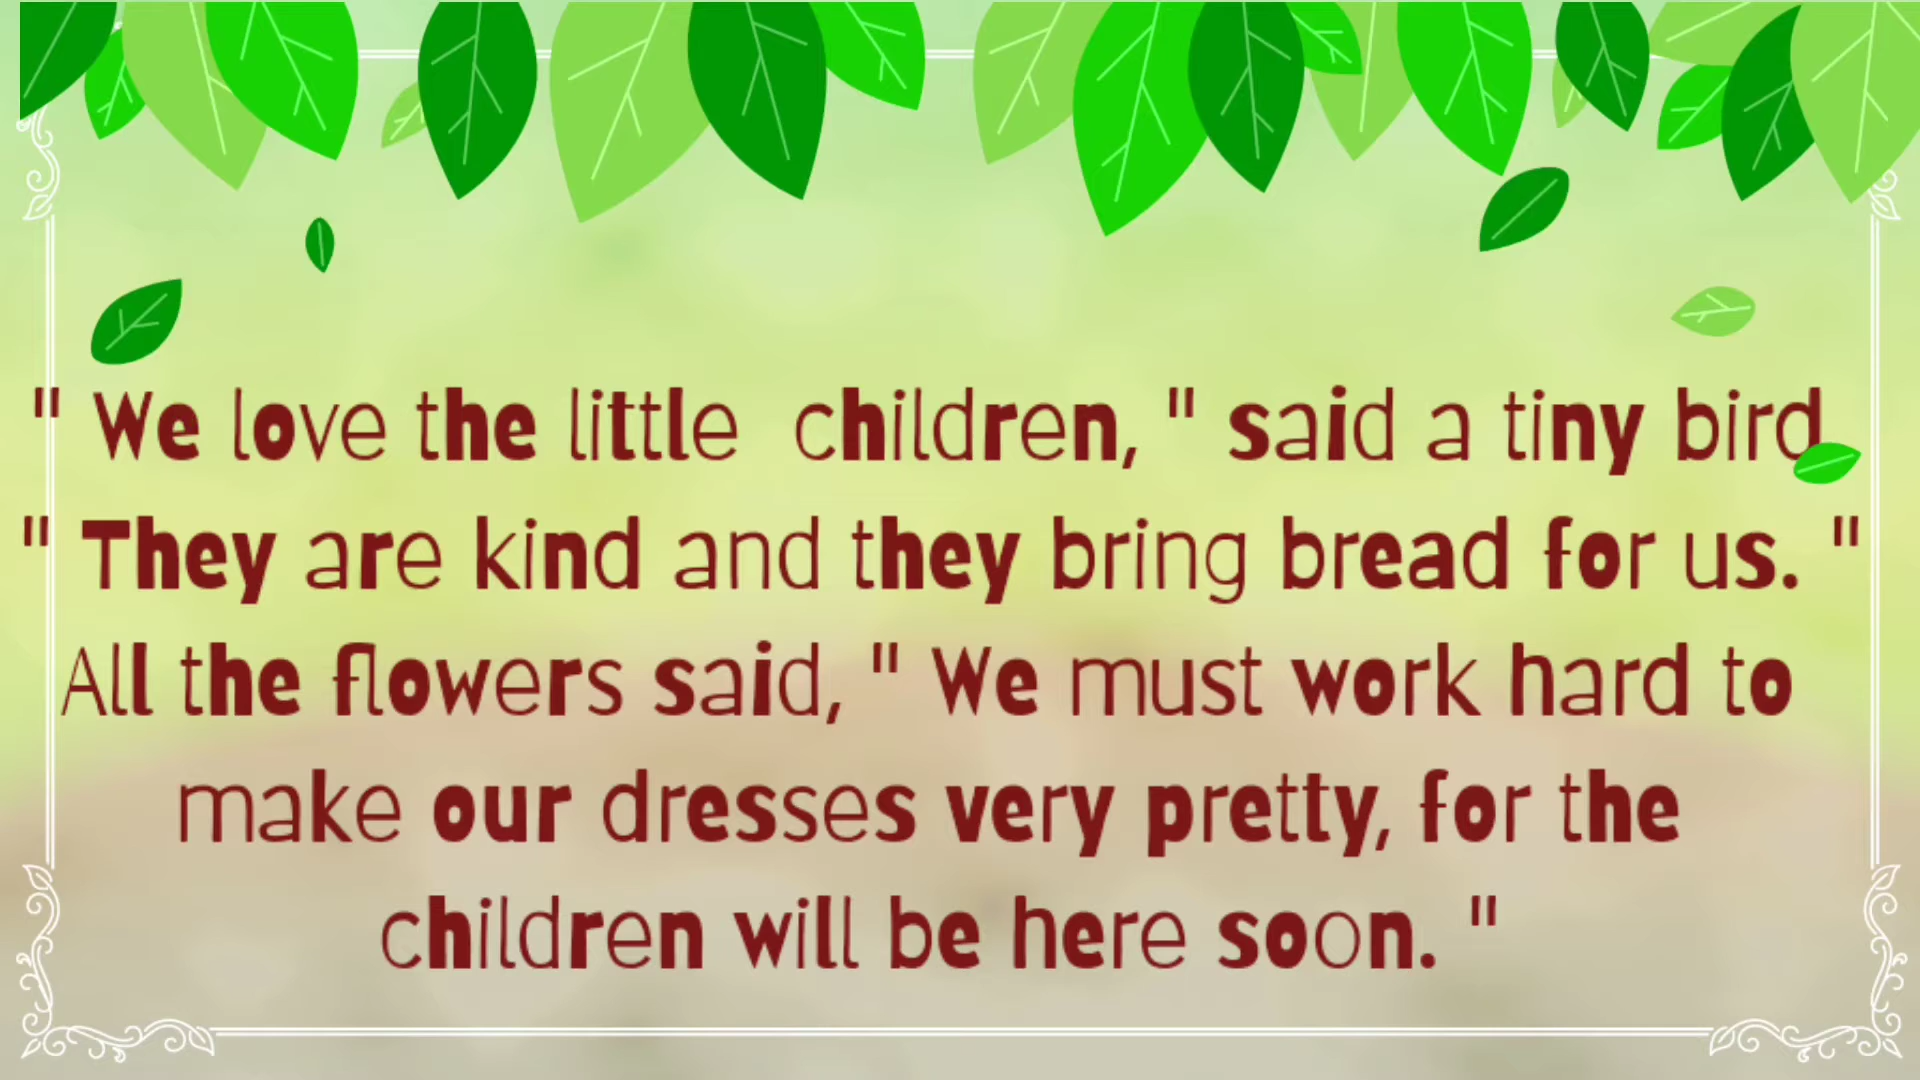 " We love the little children, " said a tiny bird
" They are kind and they bring bread for us. "
All the flowers said, " We must work hard to
make our dresses very pretty, for the
children will be here soon. "